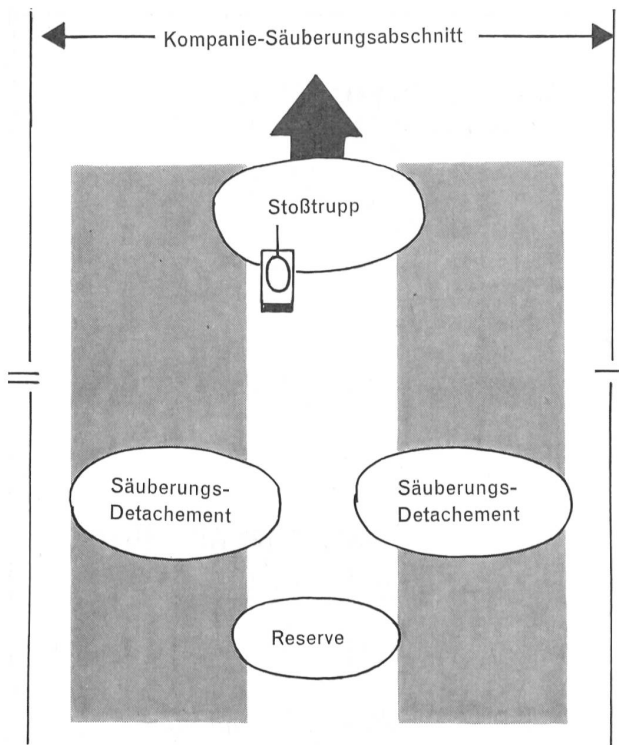 Kompanie-Säuberungsabschnitt
Stoßtrupp
Säuberungs-
Detachement
Säuberungs-
Detachement
Reserve